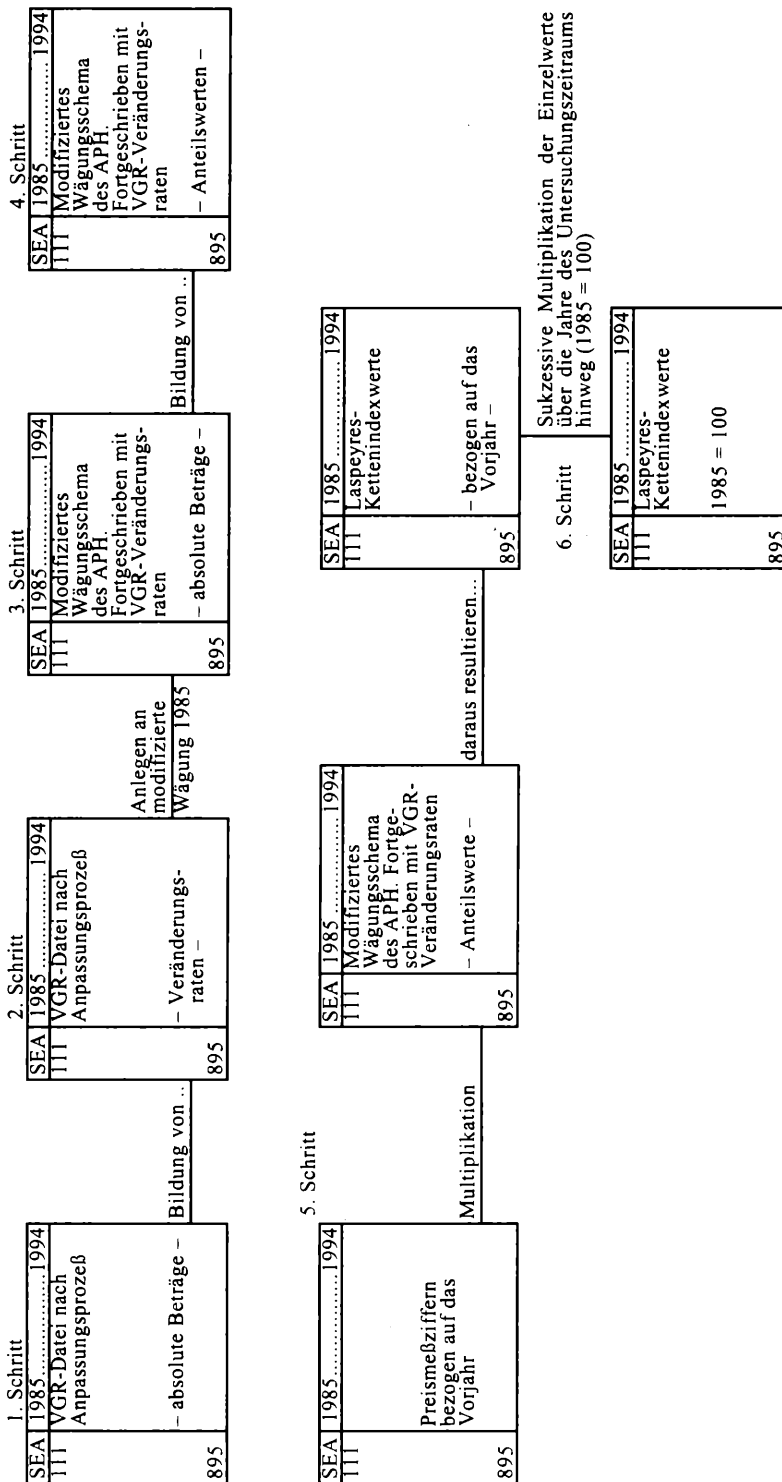 1. Schritt
SEA 1985....................1994
111 VGR-Datei nach
Anpassungsprozeß
– absolute Beträge –
895
Bildung von ..
2. Schritt
SEA 1985....................1994
111 VGR-Datei nach
Anpassungsprozeß
– Veränderungs-
raten –
895
Anlegen an
modifizierte
Wägung 1985
3. Schritt
SEA 1985....................1994
111 Modifiziertes
Wägungsschema
des APH.
Fortgeschrieben mit
VGR-Veränderungs-
raten
– absolute Beträge –
895
Bildung von ..
4. Schritt
SEA 1985....................1994
111 Modifiziertes
Wägungsschema
des APH.
Fortgeschrieben mit
VGR-Veränderungs-
raten
– Anteilswerten –
895
5. Schritt
SEA 1985....................1994
111
Preismeßziffern
bezogen auf das
Vorjahr
895
Multiplikation
SEA 1985....................1994
111 Modifiziertes
Wägungsschema
des APH. Fortge-
schrieben mit VGR-
Veränderungsraten
– Anteilswerte –
895
daraus resultieren...
SEA 1985....................1994
111 Laspeyres-
Kettenindexwerte
– bezogen auf das
Vorjahr –
895
6. Schritt
Sukzessive Multiplikation der Einzelwerte
über die Jahre des Untersuchungszeitraums
hinweg (1985 = 100)
SEA 1985....................1994
111 Laspeyres-
Kettenindexwerte
1985 = 100
895